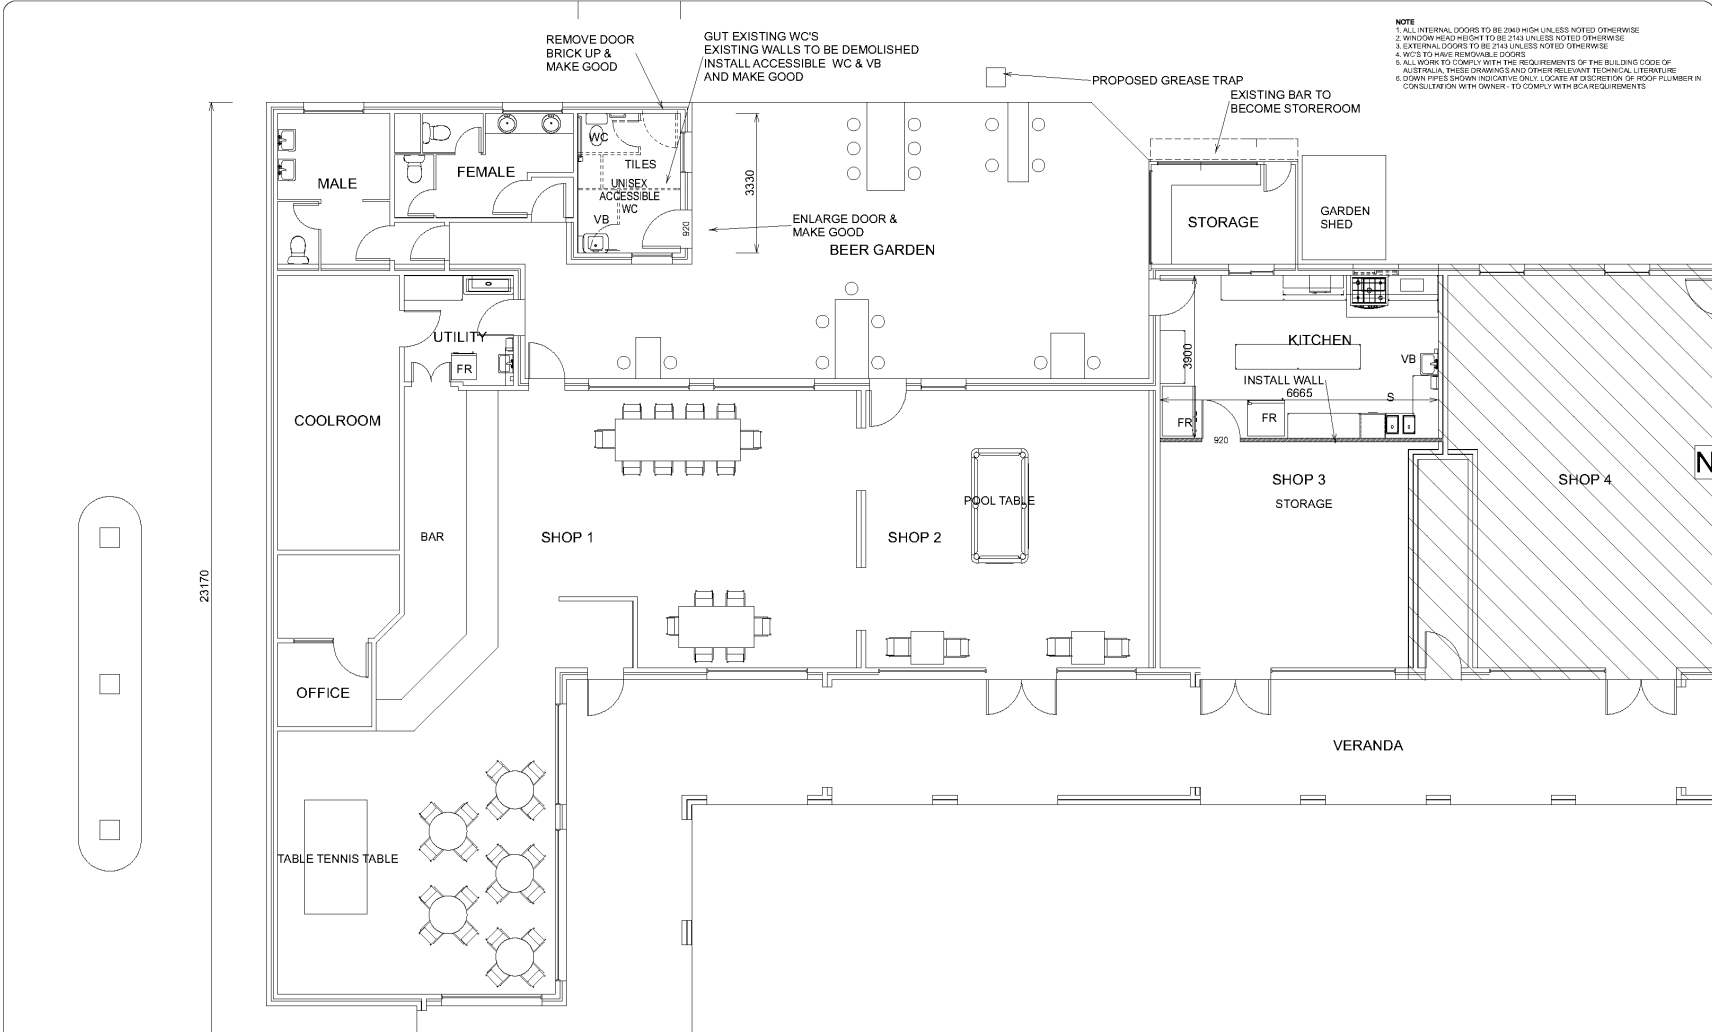 NOTE
1. ALL INTERNAL DOORS TO BE 2040 HIGH UNLESS NOTED OTHERWISE
2. WINDOW HEAD HEIGHT TO BE 2143 UNLESS NOTED OTHERWISE
3. EXTERNAL DOORS TO BE 2143 UNLESS NOTED OTHERWISE
4. WC'S TO HAVE REMOVABLE DOORS
5. ALL WORK TO COMPLY WITH THE REQUIREMENTS OF THE BUILDING CODE OF
AUSTRALIA, THESE DRAWINGS AND OTHER RELEVANT TECHNICAL LITERATURE
6. DOWN PIPES SHOWN INDICATIVE ONLY. LOCATE AT DISCRETION OF ROOF PLUMBER IN
CONSULTATION WITH OWNER - TO COMPLY WITH BCA REQUIREMENTS
REMOVE DOOR
BRICK UP &
MAKE GOOD
GUT EXISTING WC'S
EXISTING WALLS TO BE DEMOLISHED
INSTALL ACCESSIBLE WC & VB
AND MAKE GOOD
PROPOSED GREASE TRAP
EXISTING BAR TO
BECOME STOREROOM
MALE
FEMALE
WC
TILES
UNISEX
ACCESSIBLE
WC
VB
920
3330
ENLARGE DOOR &
MAKE GOOD
BEER GARDEN
STORAGE
GARDEN
SHED
UTILITY
FR
COOLROOM
KITCHEN
3900
VB
INSTALL WALL
6665
S
FR
FR
920
BAR
SHOP 1
SHOP 2
POOL TABLE
SHOP 3
STORAGE
SHOP 4
N
23170
OFFICE
VERANDA
TABLE TENNIS TABLE